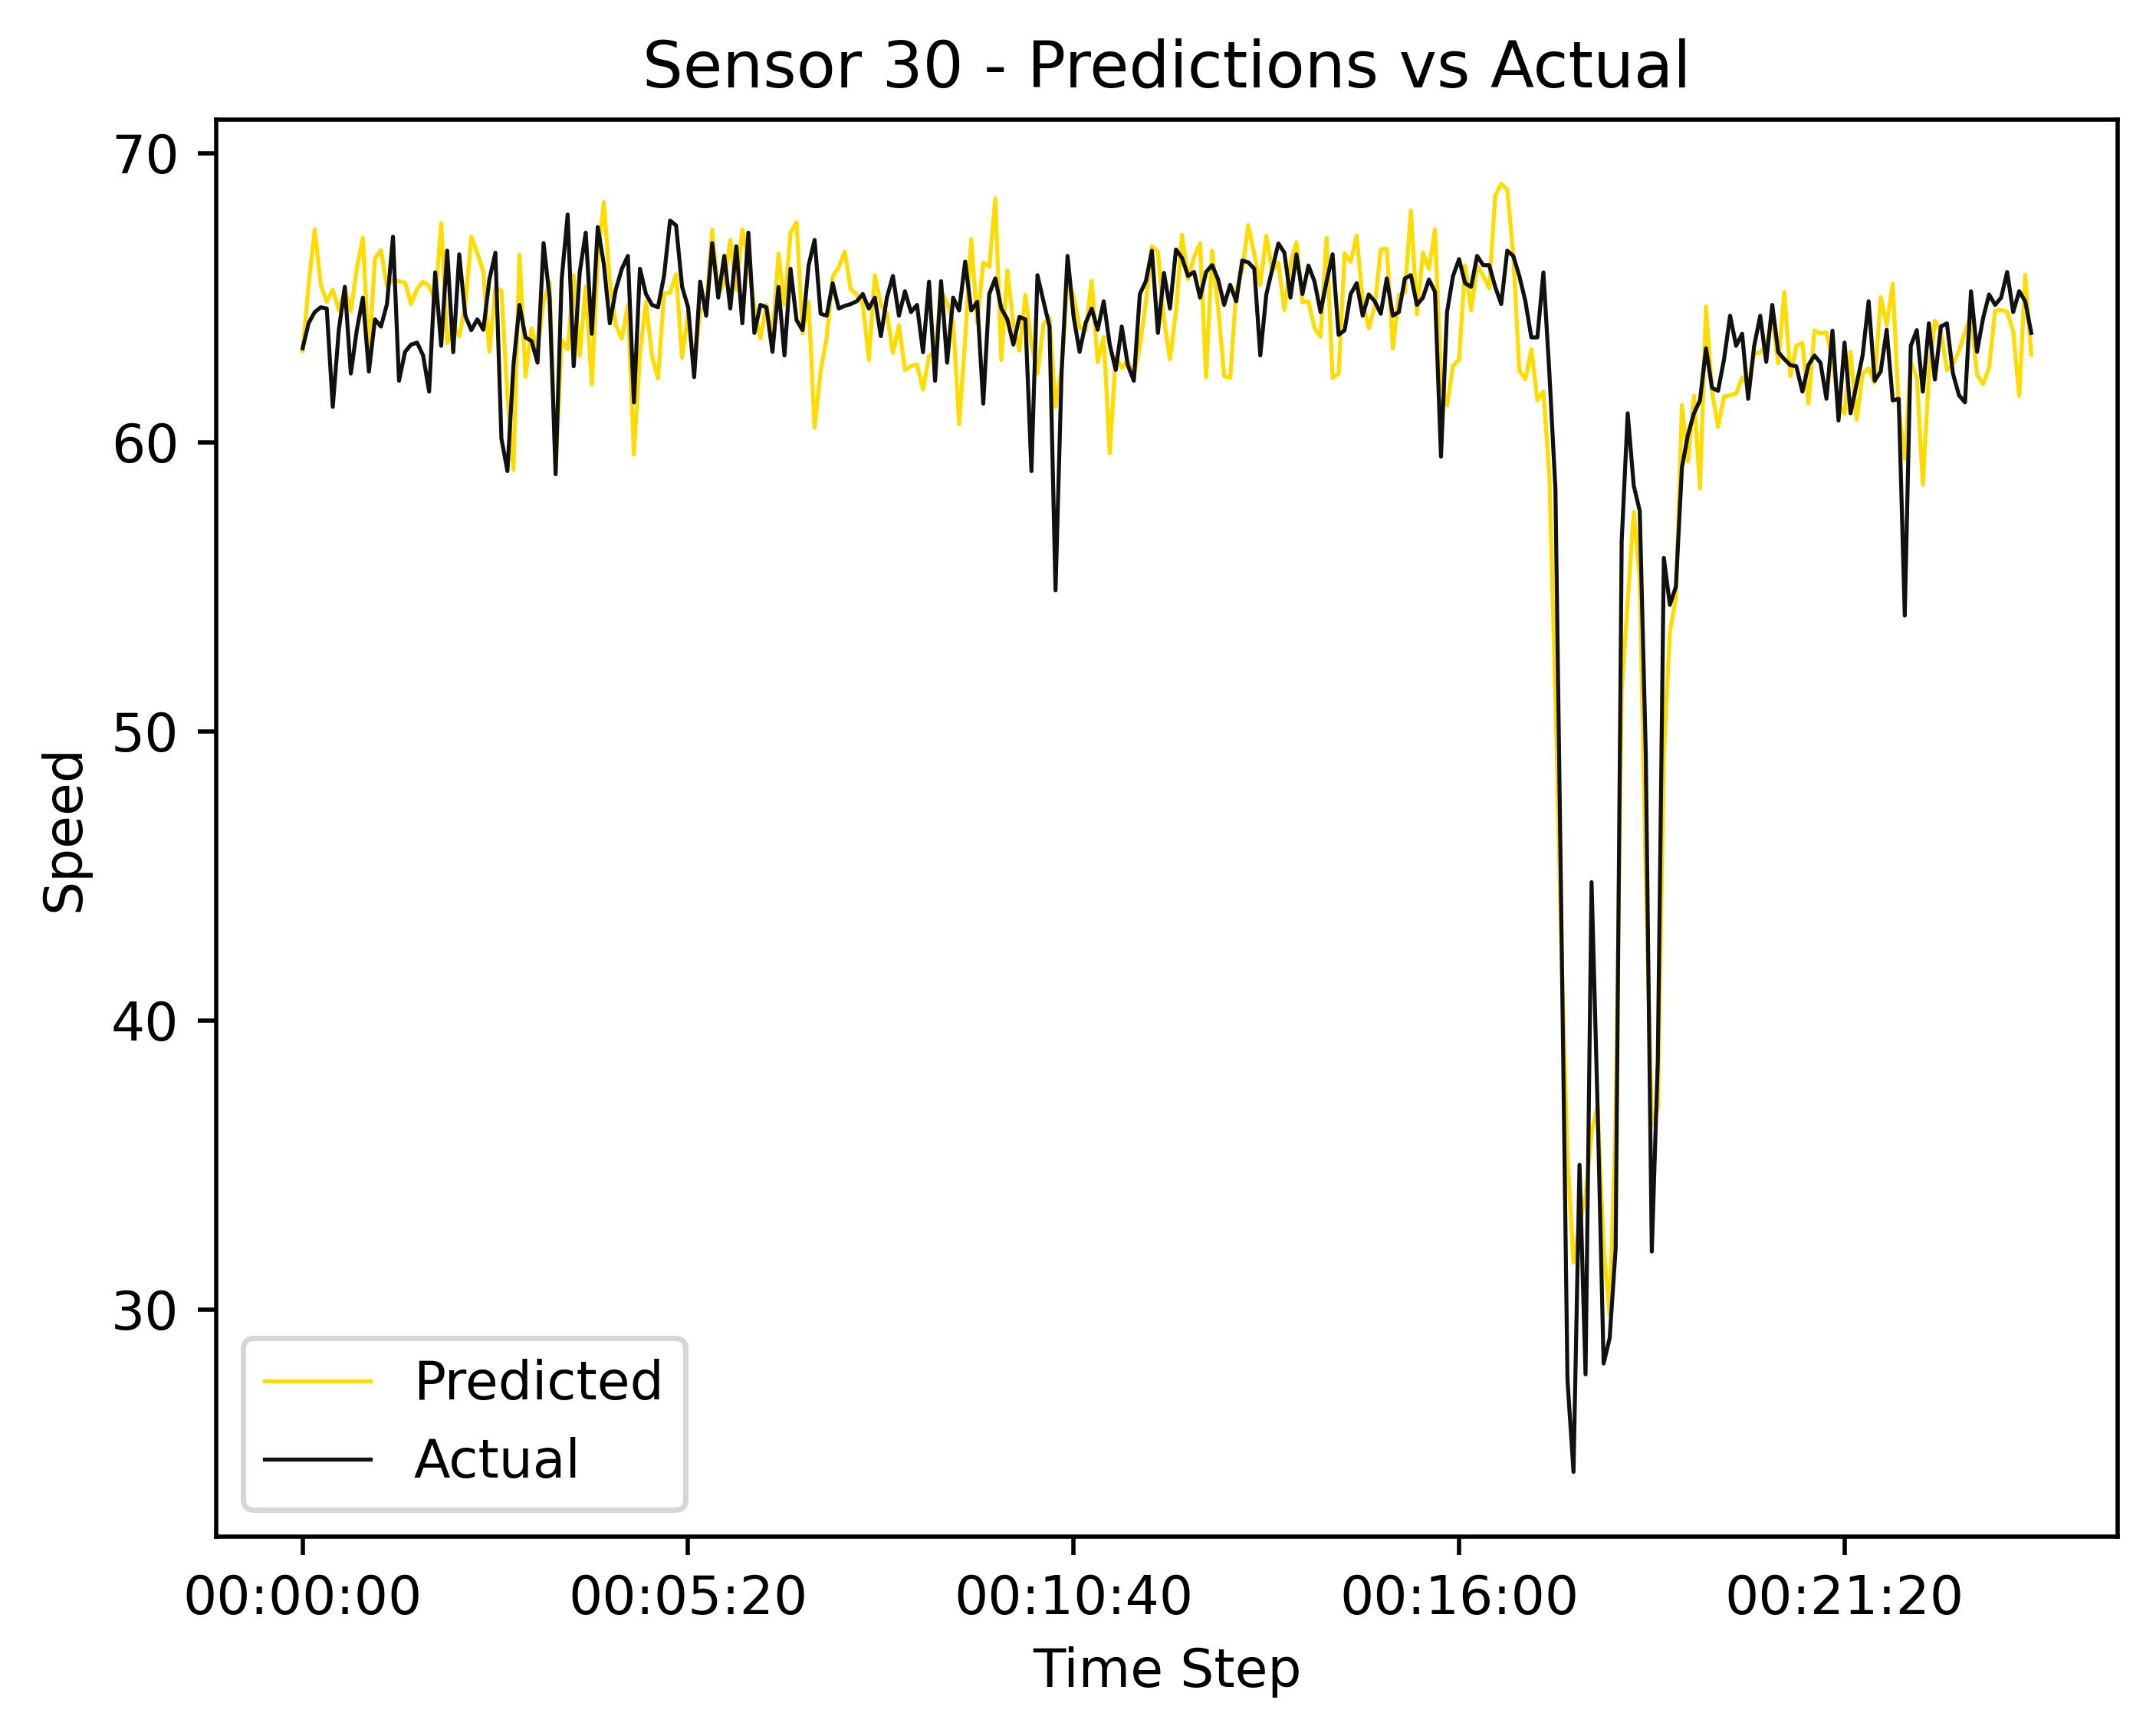 Sensor 30 - Predictions vs Actual
70
60
50
40
30
Speed
Predicted
Actual
00:00:00 00:05:20 00:10:40 00:16:00 00:21:20
Time Step